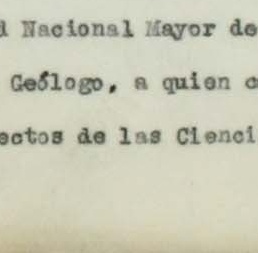 d Nacional Mayor de
Geólogo, a quien c
ectos de las Cienci